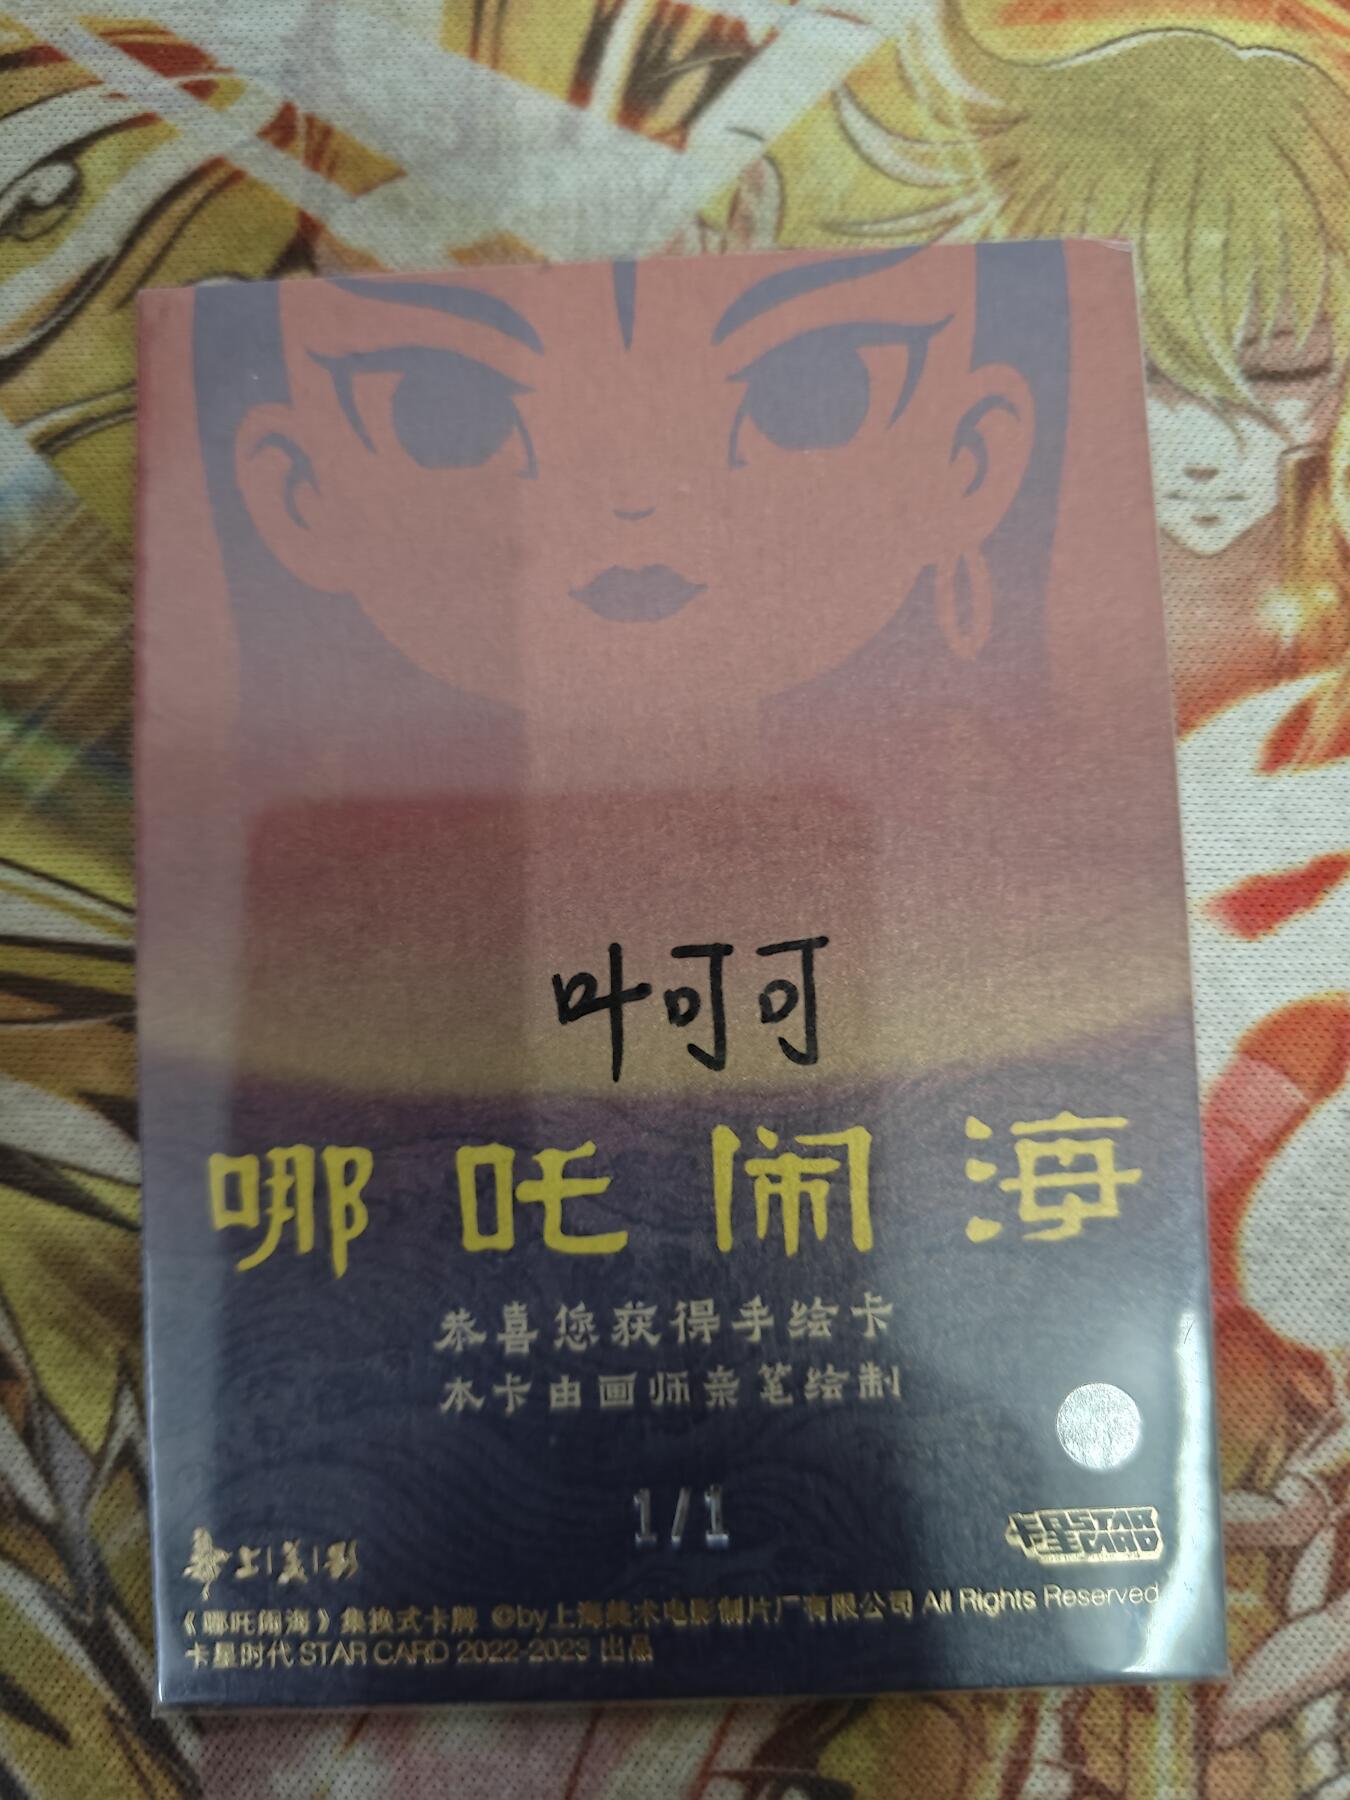 叶可可
哪吒闹海
恭喜您获得手绘卡
本卡由画师亲笔绘制
1/1
上美影
卡星 STAR CARD
《哪吒闹海》集换式卡牌 ©by上海美术电影制片厂有限公司 All Rights Reserved
卡星时代 STAR CARD 2022-2023 出品